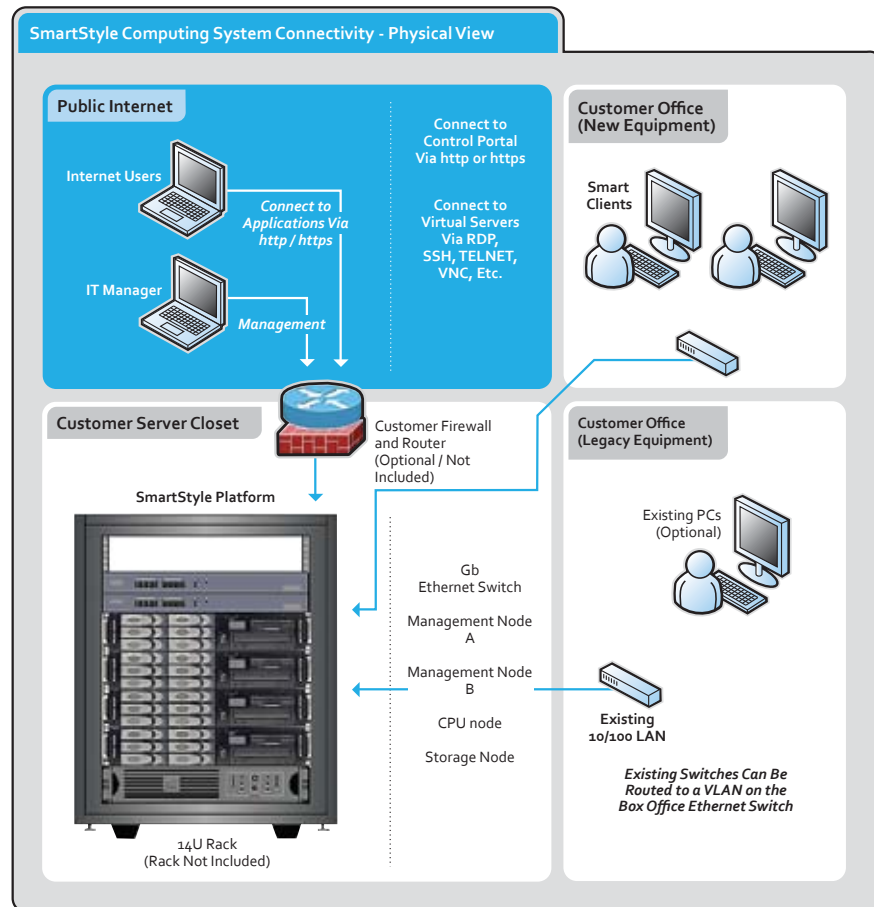 SmartStyle Computing System Connectivity - Physical View
Public Internet
Internet Users
Connect to
Applications Via
http / https
IT Manager
Management
Connect to
Control Portal
Via http or https
Connect to
Virtual Servers
Via RDP,
SSH, TELNET,
VNC, Etc.
Customer Office
(New Equipment)
Smart
Clients
Customer Server Closet
Customer Firewall
and Router
(Optional / Not
Included)
SmartStyle Platform
Gb
Ethernet Switch
Management Node
A
Management Node
B
CPU node
Storage Node
14U Rack
(Rack Not Included)
Customer Office
(Legacy Equipment)
Existing PCs
(Optional)
Existing
10/100 LAN
Existing Switches Can Be
Routed to a VLAN on the
Box Office Ethernet Switch